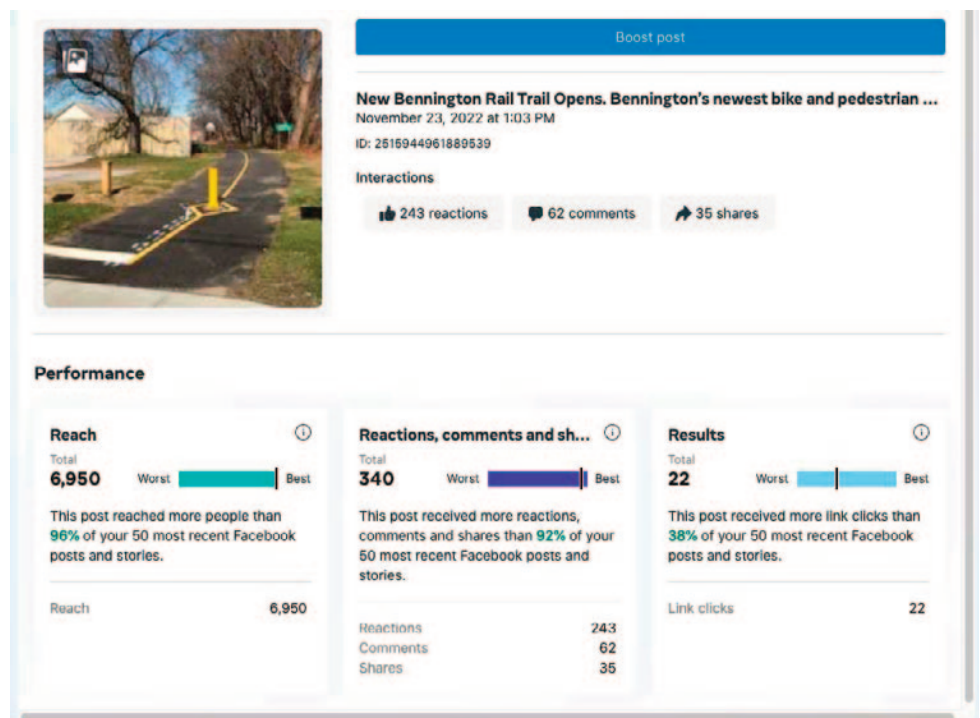 Boost post
New Bennington Rail Trail Opens. Bennington's newest bike and pedestrian ...
November 23, 2022 at 1:03 PM
ID: 2515944961889539
Interactions
243 reactions
62 comments
35 shares
Performance
Reach
Total
6,950
Worst
Best
This post reached more people than
96% of your 50 most recent Facebook
posts and stories.
Reach 6,950
Reactions, comments and sh...
Total
340
Worst
Best
This post received more reactions,
comments and shares than 92% of your
50 most recent Facebook posts and
stories.
Reactions 243
Comments 62
Shares 35
Results
Total
22
Worst
Best
This post received more link clicks than
38% of your 50 most recent Facebook
posts and stories.
Link clicks 22